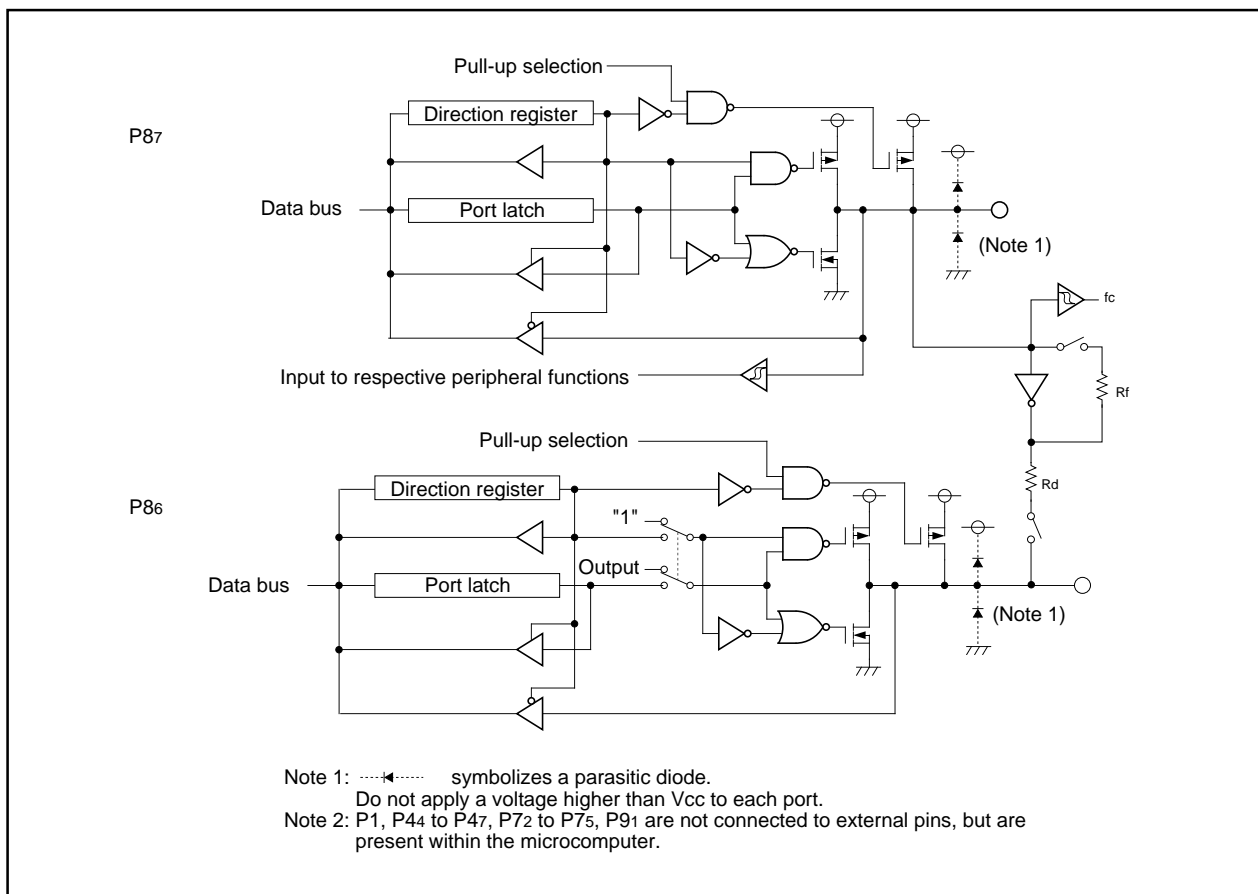 Pull-up selection
Direction register
P87
Data bus
Port latch
(Note 1)
fc
Input to respective peripheral functions
Rf
Pull-up selection
Rd
Direction register
P86
"1"
Output
Data bus
Port latch
(Note 1)
Note 1: symbolizes a parasitic diode.
Do not apply a voltage higher than Vcc to each port.
Note 2: P1, P44 to P47, P72 to P75, P91 are not connected to external pins, but are
present within the microcomputer.